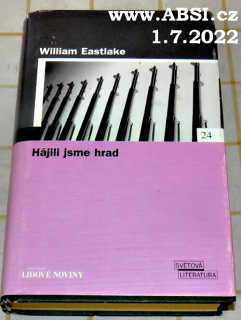 www.ABSI.cz
1.7.2022
William Eastlake
24
Hájili jsme hrad
LIDOVÉ NOVINY
SVĚTOVÁ
LITERATURA